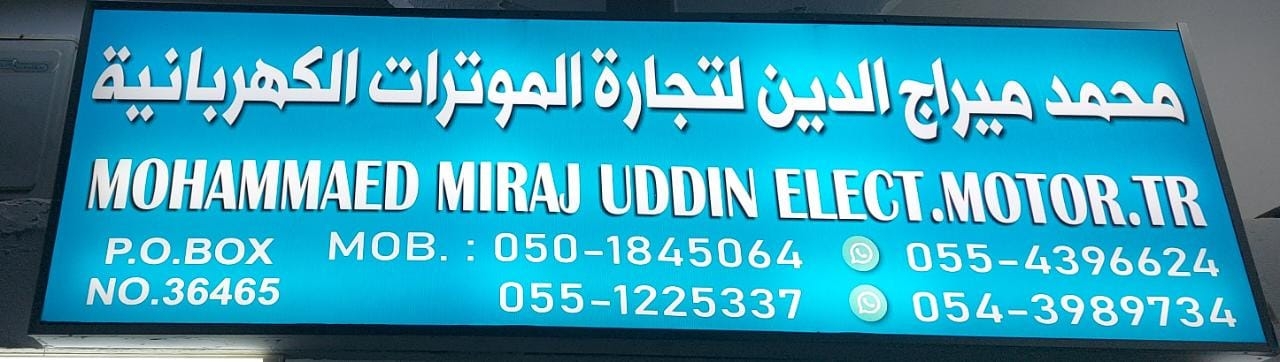 محمد ميراج الدين لتجارة الموترات الكهربانية
MOHAMMAED MIRAJ UDDIN ELECT.MOTOR.TR
P.O.BOX
NO.36465
MOB. : 050-1845064 055-4396624
055-1225337 054-3989734